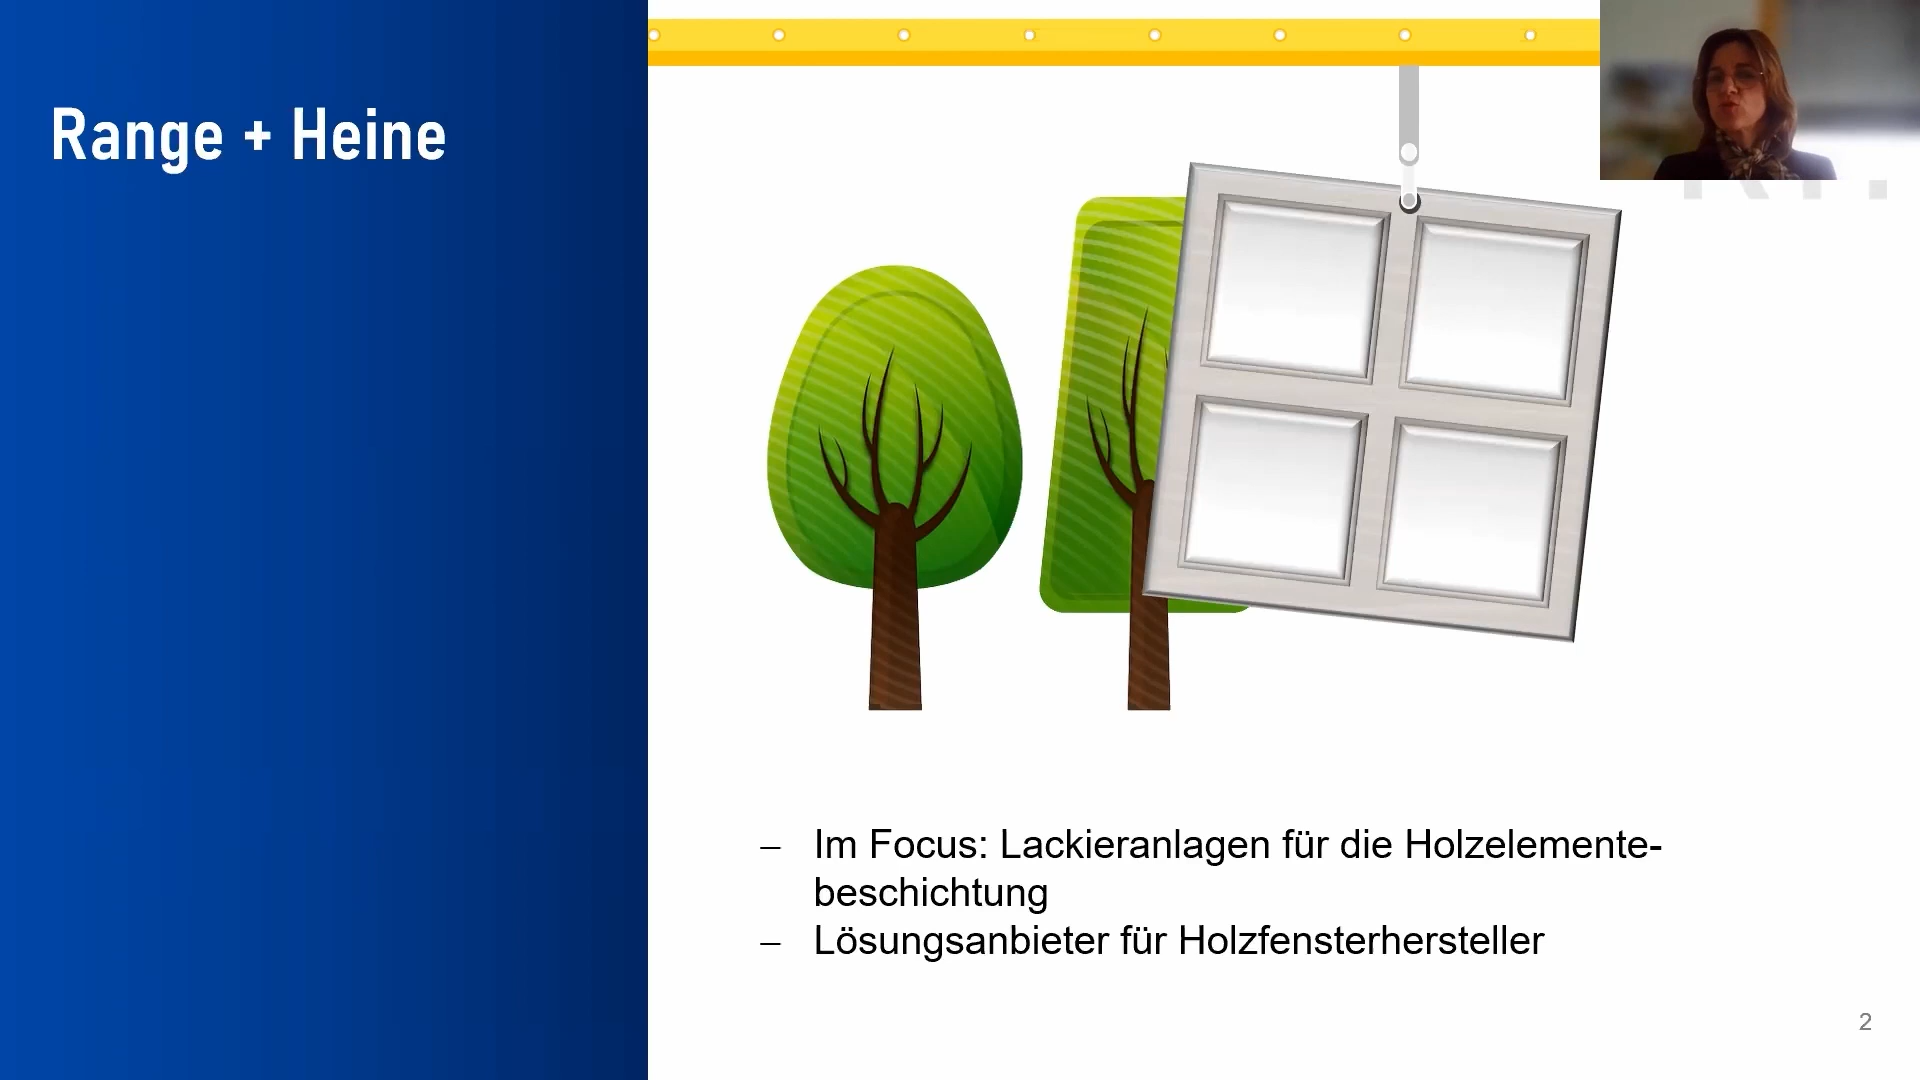 Range + Heine
– Im Focus: Lackieranlagen für die Holzelemente-
beschichtung
– Lösungsanbieter für Holzfensterhersteller
2